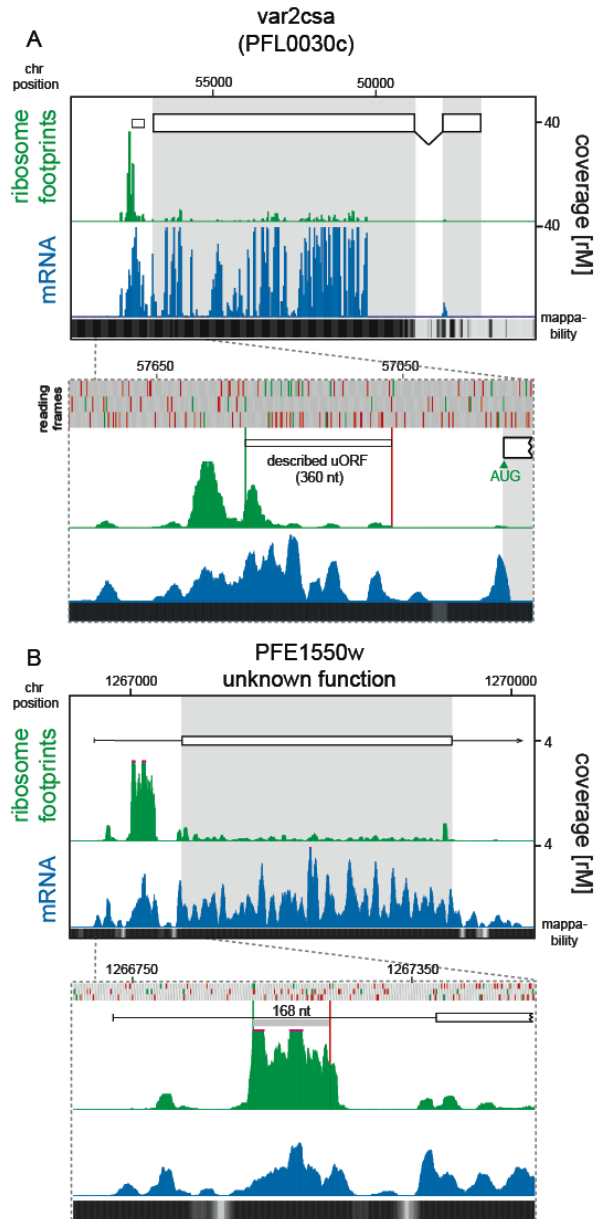 var2csa
A
(PFL0030c)
chr
position
55000
50000
40
ribosome
footprints
coverage [rM]
40
mRNA
mappa-
bility
57650
57050
reading
frames
described uORF
(360 nt)
AUG
B
PFE1550w
unknown function
chr
position
1267000
1270000
4
ribosome
footprints
coverage [rM]
4
mRNA
mappa-
bility
1266750
1267350
168 nt